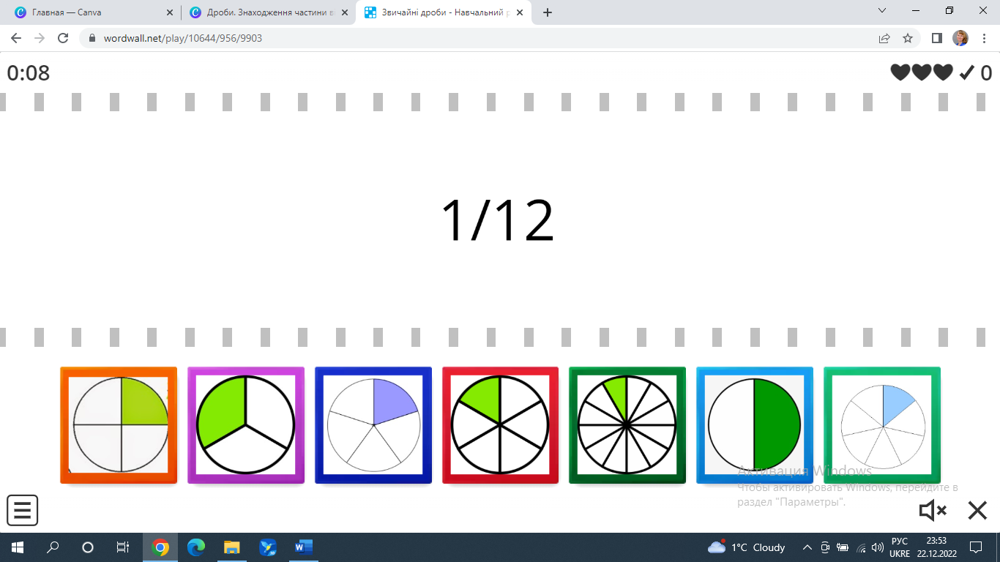 Главная — Canva
Дроби. Знаходження частини в
Звичайні дроби - Навчальний р
wordwall.net/play/10644/956/9903
0:08
0
1/12
Активация Windows
Чтобы активировать Windows, перейдите в
раздел "Параметры".
1°C Cloudy
РУС
UKRE
23:53
22.12.2022